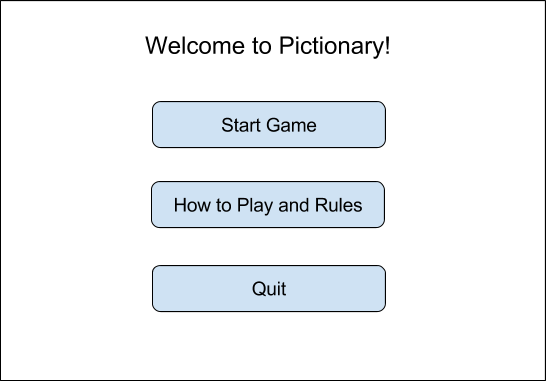 Welcome to Pictionary!
Start Game
How to Play and Rules
Quit